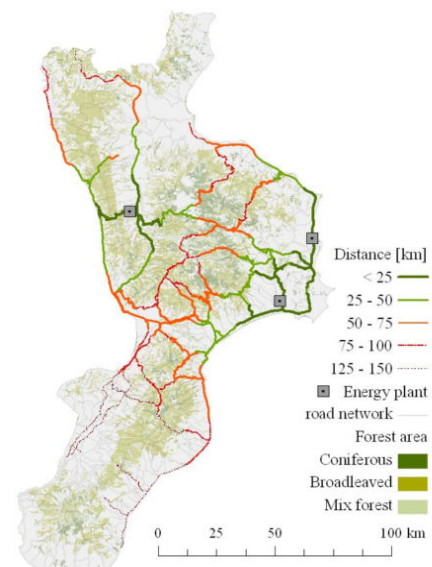 Distance [km]
< 25
25 - 50
50 - 75
75 - 100
125 - 150
Energy plant
road network
Forest area
Coniferous
Broadleaved
Mix forest
0 25 50 100 km